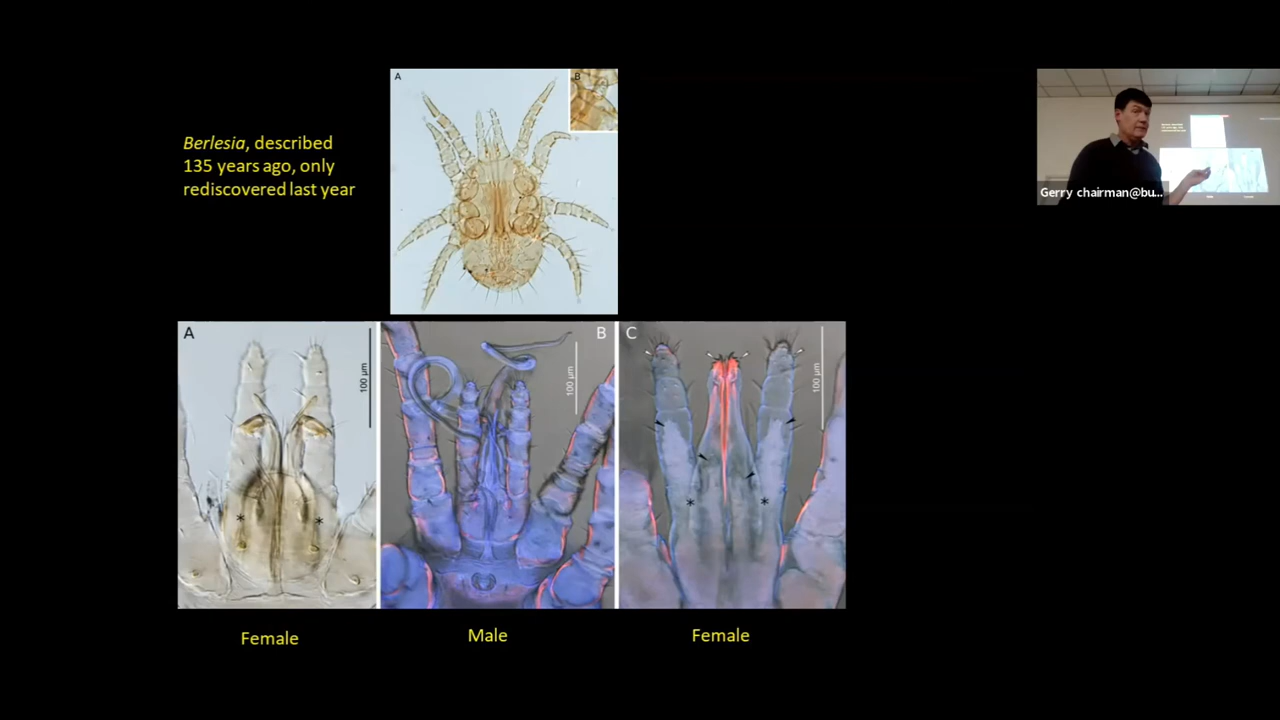 A
B
Berlesia, described
135 years ago, only
rediscovered last year
Gerry chairman@bu...
A
100 µm
*
*
B
100 µm
C
100 µm
*
*
Female
Male
Female